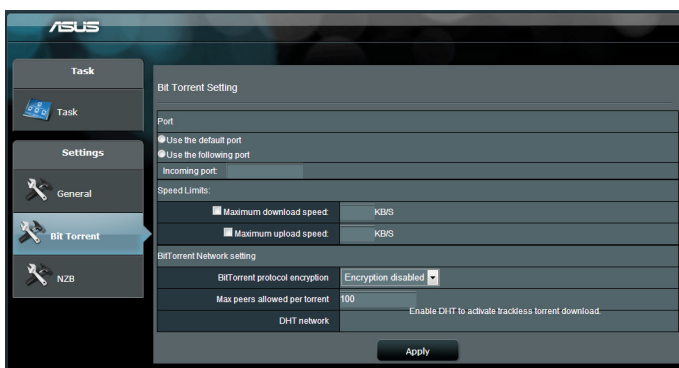 ASUS
Task
Task
Settings
General
Bit Torrent
NZB
Bit Torrent Setting
Port
Use the default port
Use the following port
Incoming port:
Speed Limits:
Maximum download speed: KB/S
Maximum upload speed: KB/S
BitTorrent Network setting
BitTorrent protocol encryption Encryption disabled
Max peers allowed per torrent 100
DHT network Enable DHT to activate trackless torrent download.
Apply